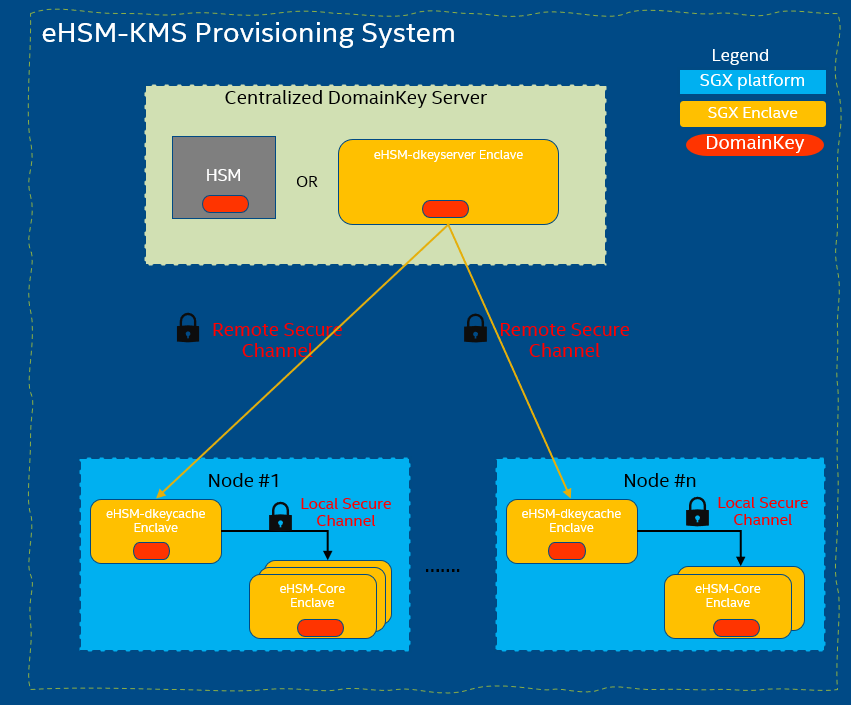 eHSM-KMS Provisioning System
Legend
SGX platform
SGX Enclave
DomainKey
Centralized DomainKey Server
HSM
OR
eHSM-dkeyserver Enclave
Remote Secure
Channel
Remote Secure
Channel
Node #1
eHSM-dkeycache
Enclave
Local Secure
Channel
eHSM-Core
Enclave
.......
Node #n
eHSM-dkeycache
Enclave
Local Secure
Channel
eHSM-Core
Enclave